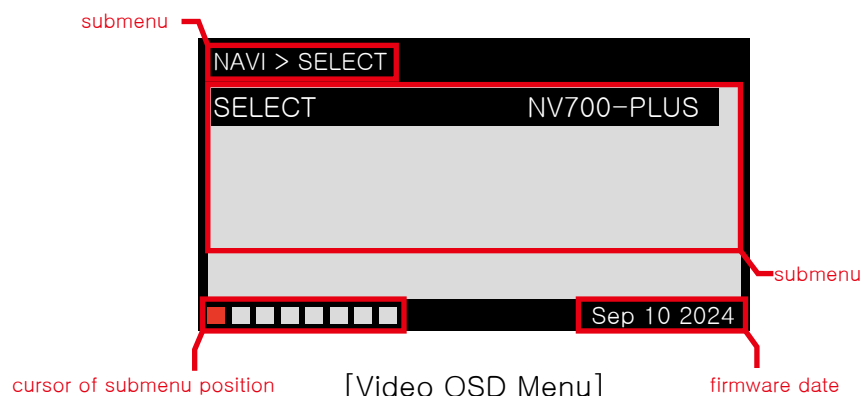 submenu
NAVI > SELECT
SELECT NV700-PLUS
submenu
Sep 10 2024
cursor of submenu position
[Video OSD Menu]
firmware date